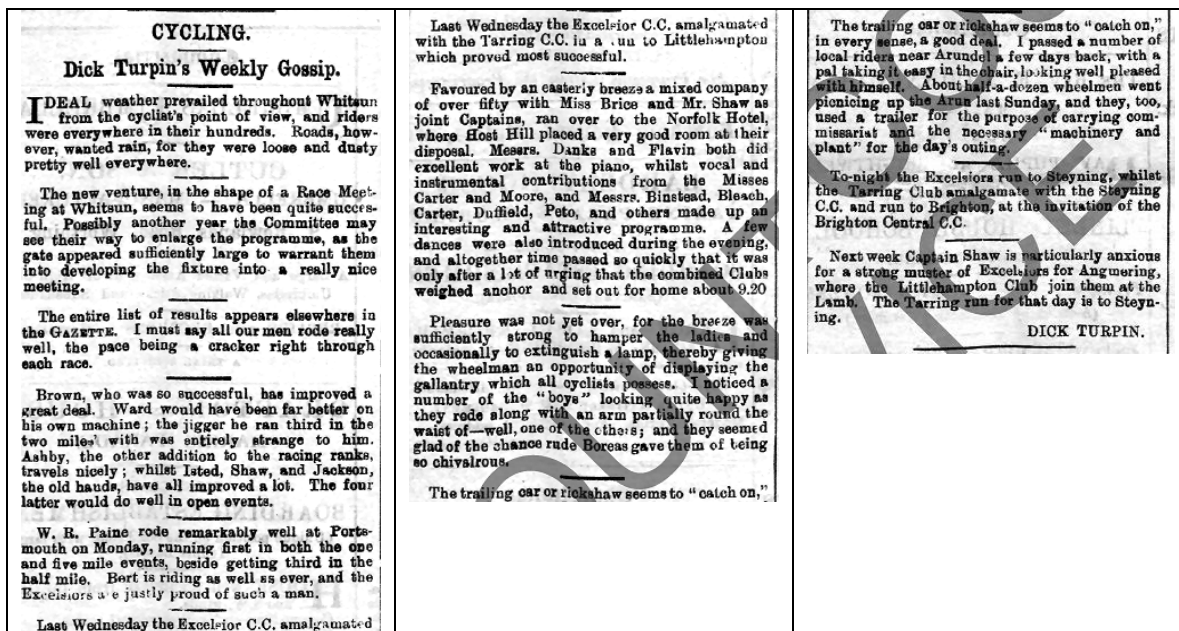 CYCLING.
Dick Turpin's Weekly Gossip.
IDEAL weather prevailed throughout Whitsun
from the cyclist's point of view, and riders
were everywhere in their hundreds. Roads, how-
ever, wanted rain, for they were loose and dusty
pretty well everywhere.
The new venture, in the shape of a Race Meet-
ing at Whitsun, seems to have been quite succes-
ful. Possibly another year the Committee may
see their way to enlarge the programme, as the
gate appeared sufficiently large to warrant them
into developing the fixture into a really nice
meeting.
The entire list of results appears elsewhere in
the GAZETTE. I must say all our men rode really
well, the pace being a cracker right through
each race.
Brown, who was so successful, has improved a
great deal. Ward would have been far better on
his own machine; the jigger he ran third in the
two miles' with was entirely strange to him.
Ashby, the other addition to the racing ranks,
travels nicely; whilst Isted, Shaw, and Jackson,
the old hands, have all improved a lot. The four
latter would do well in open events.
W. R. Paine rode remarkably well at Ports-
mouth on Monday, running first in both the one
and five mile events, beside getting third in the
half mile. Bert is riding as well as ever, and the
Excelsiors are justly proud of such a man.
Last Wednesday the Excelsior C.C. amalgamated
Last Wednesday the Excelsior C.C. amalgamated
with the Tarring C.C. in a run to Littlehampton
which proved most successful.
Favoured by an easterly breeze a mixed company
of over fifty with Miss Brice and Mr. Shaw as
joint Captains, ran over to the Norfolk Hotel,
where Host Hill placed a very good room at their
disposal. Messrs. Danks and Flavin both did
excellent work at the piano, whilst vocal and
instrumental contributions from the Misses
Carter and Moore, and Messrs. Binstead, Bleach,
Carter, Duffield, Peto, and others made up an
interesting and attractive programme. A few
dances were also introduced during the evening,
and altogether time passed so quickly that it was
only after a lot of urging that the combined Clubs
weighed anchor and set out for home about 9.20
Pleasure was not yet over, for the breeze was
sufficiently strong to hamper the ladies and
occasionally to extinguish a lamp, thereby giving
the wheelman an opportunity of displaying the
gallantry which all cyclists possess. I noticed a
number of the "boys" looking quite happy as
they rode along with an arm partially round the
waist of—well, one of the others; and they seemed
glad of the chance rude Boreas gave them of being
so chivalrous.
The trailing car or rickshaw seems to "catch on,"
The trailing car or rickshaw seems to "catch on,"
in every sense, a good deal. I passed a number of
local riders near Arundel a few days back, with a
pal taking it easy in the chair, looking well pleased
with himself. About half-a-dozen wheelmen went
picnicing up the Arun last Sunday, and they, too,
used a trailer for the purpose of carrying com-
missariat and the necessary "machinery and
plant" for the day's outing.
To-night the Excelsiors run to Steyning, whilst
the Tarring Club amalgamate with the Steyning
C.C. and run to Brighton, at the invitation of the
Brighton Central C.C.
Next week Captain Shaw is particularly anxious
for a strong muster of Excelsiors for Angmering,
where the Littlehampton Club join them at the
Lamb. The Tarring run for that day is to Steyn-
ing.
DICK TURPIN.